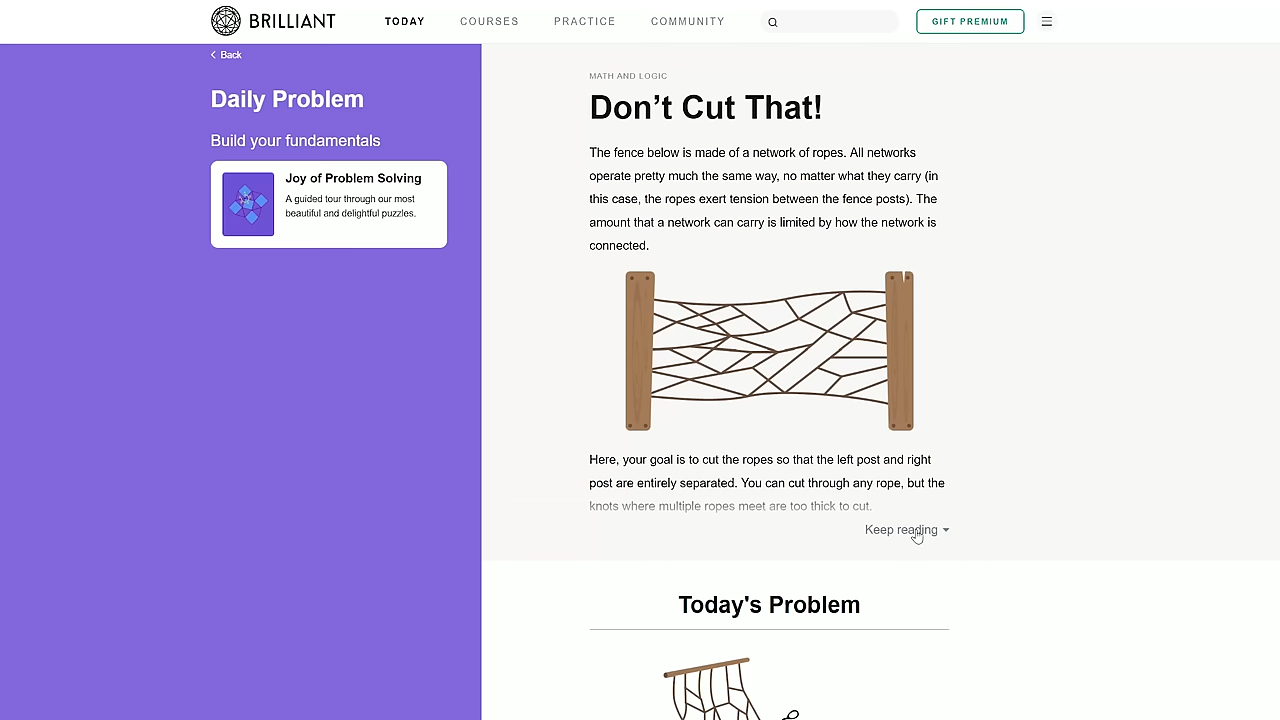 BRILLIANT
TODAY
COURSES
PRACTICE
COMMUNITY
GIFT PREMIUM
Back
Daily Problem
Build your fundamentals
Joy of Problem Solving
A guided tour through our most
beautiful and delightful puzzles.
MATH AND LOGIC
Don’t Cut That!
The fence below is made of a network of ropes. All networks
operate pretty much the same way, no matter what they carry (in
this case, the ropes exert tension between the fence posts). The
amount that a network can carry is limited by how the network is
connected.
Here, your goal is to cut the ropes so that the left post and right
post are entirely separated. You can cut through any rope, but the
knots where multiple ropes meet are too thick to cut.
Keep reading
Today's Problem